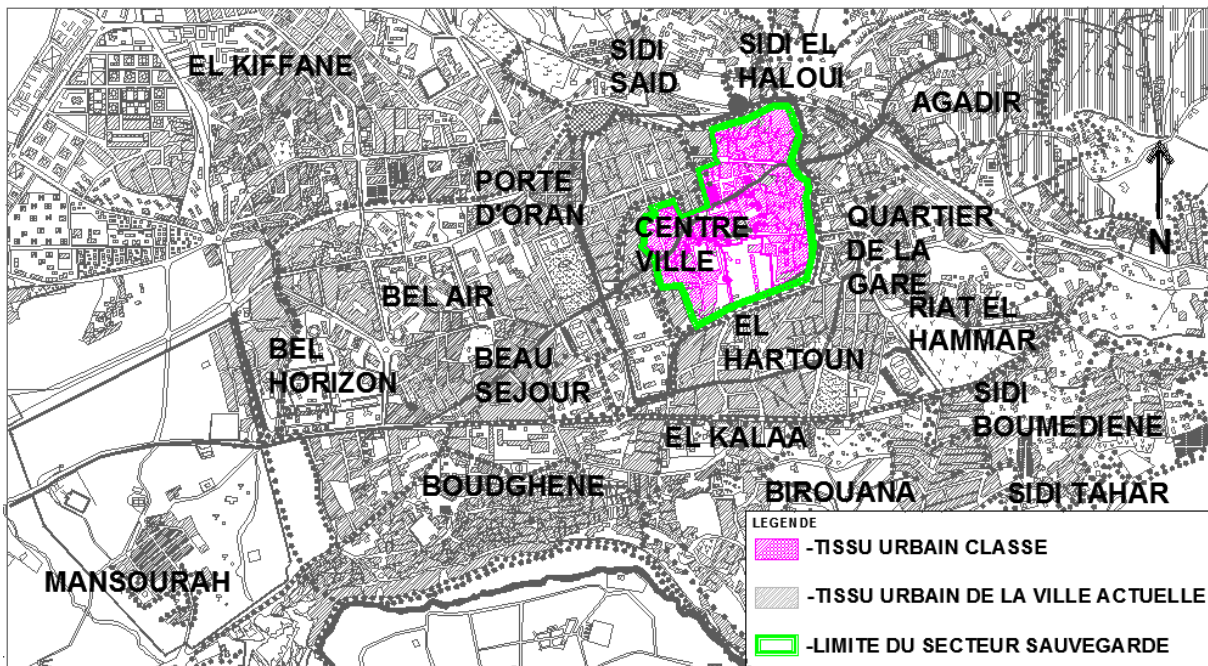 EL KIFFANE
SIDI
SAID
SIDI EL
HALOUI
AGADIR
PORTE
D'ORAN
CENTRE
VILLE
QUARTIER
DE LA
GARE
N
BEL AIR
RIAT EL
HAMMAR
BEL
HORIZON
BEAU
SEJOUR
EL
HARTOUN
SIDI
BOUMEDIENE
EL KALAA
BOUDGHENE
BIROUANA
SIDI TAHAR
MANSOURAH
LEGENDE
-TISSU URBAIN CLASSE
-TISSU URBAIN DE LA VILLE ACTUELLE
-LIMITE DU SECTEUR SAUVEGARDE